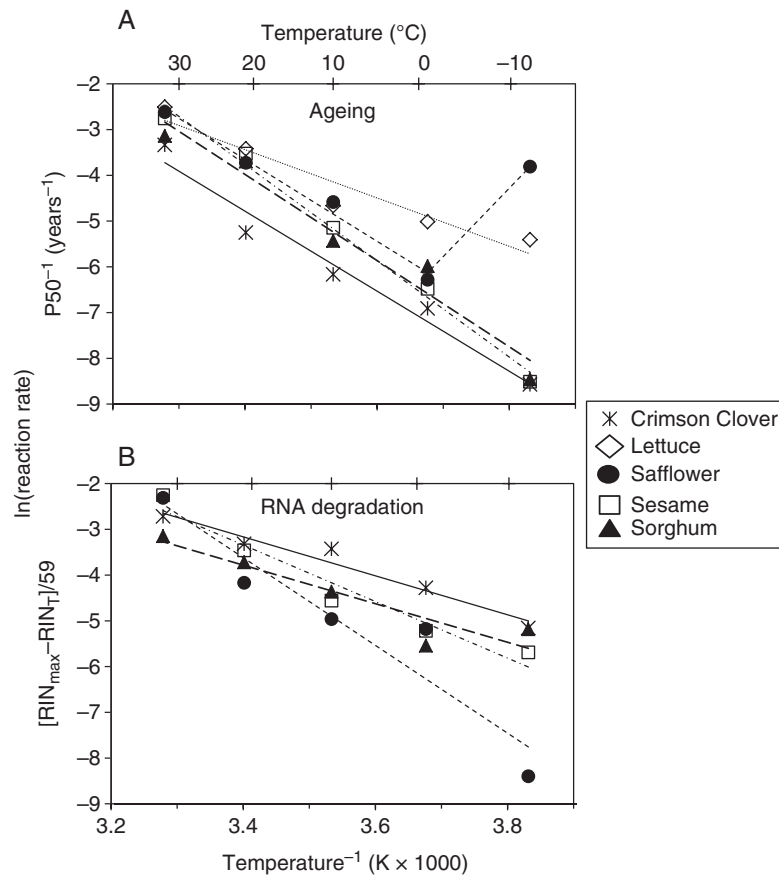 A
Temperature (°C)
30 20 10 0 –10
Ageing
–2
–3
–4
–5
–6
–7
–8
–9
P50⁻¹ (years⁻¹)
ln(reaction rate)
Crimson Clover
Lettuce
Safflower
Sesame
Sorghum
B
RNA degradation
–2
–3
–4
–5
–6
–7
–8
–9
[RINmax–RINT]/59
3.2 3.4 3.6 3.8
Temperature⁻¹ (K × 1000)